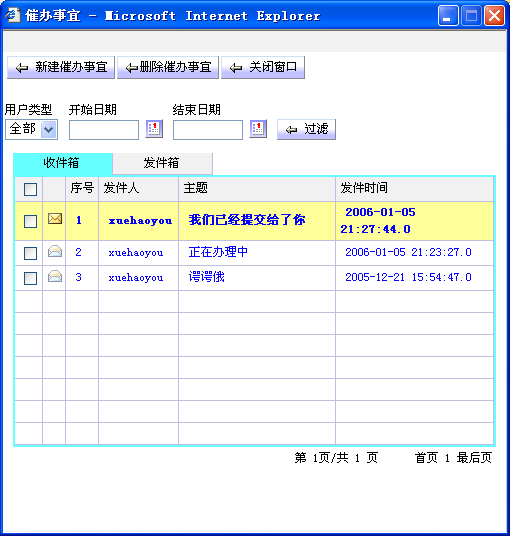 催办事宜 - Microsoft Internet Explorer
新建催办事宜 删除催办事宜 关闭窗口
用户类型 开始日期 结束日期
全部 过滤
收件箱 发件箱
序号 发件人 主题 发件时间
1 xuehaoyou 我们已经提交给了你 2006-01-05 21:27:44.0
2 xuehaoyou 正在办理中 2006-01-05 21:23:27.0
3 xuehaoyou 谔谔俄 2005-12-21 15:54:47.0
第 1页/共 1 页 首页 1 最后页